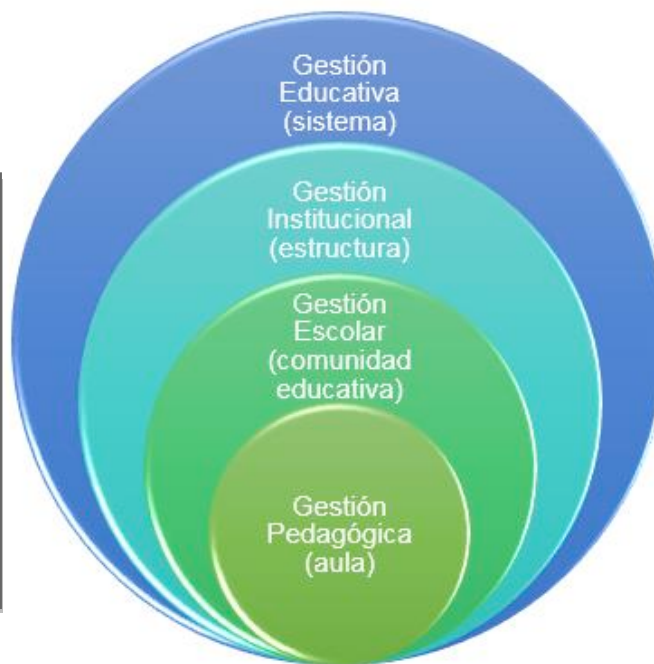 Gestión
Educativa
(sistema)
Gestión
Institucional
(estructura)
Gestión
Escolar
(comunidad
educativa)
Gestión
Pedagógica
(aula)